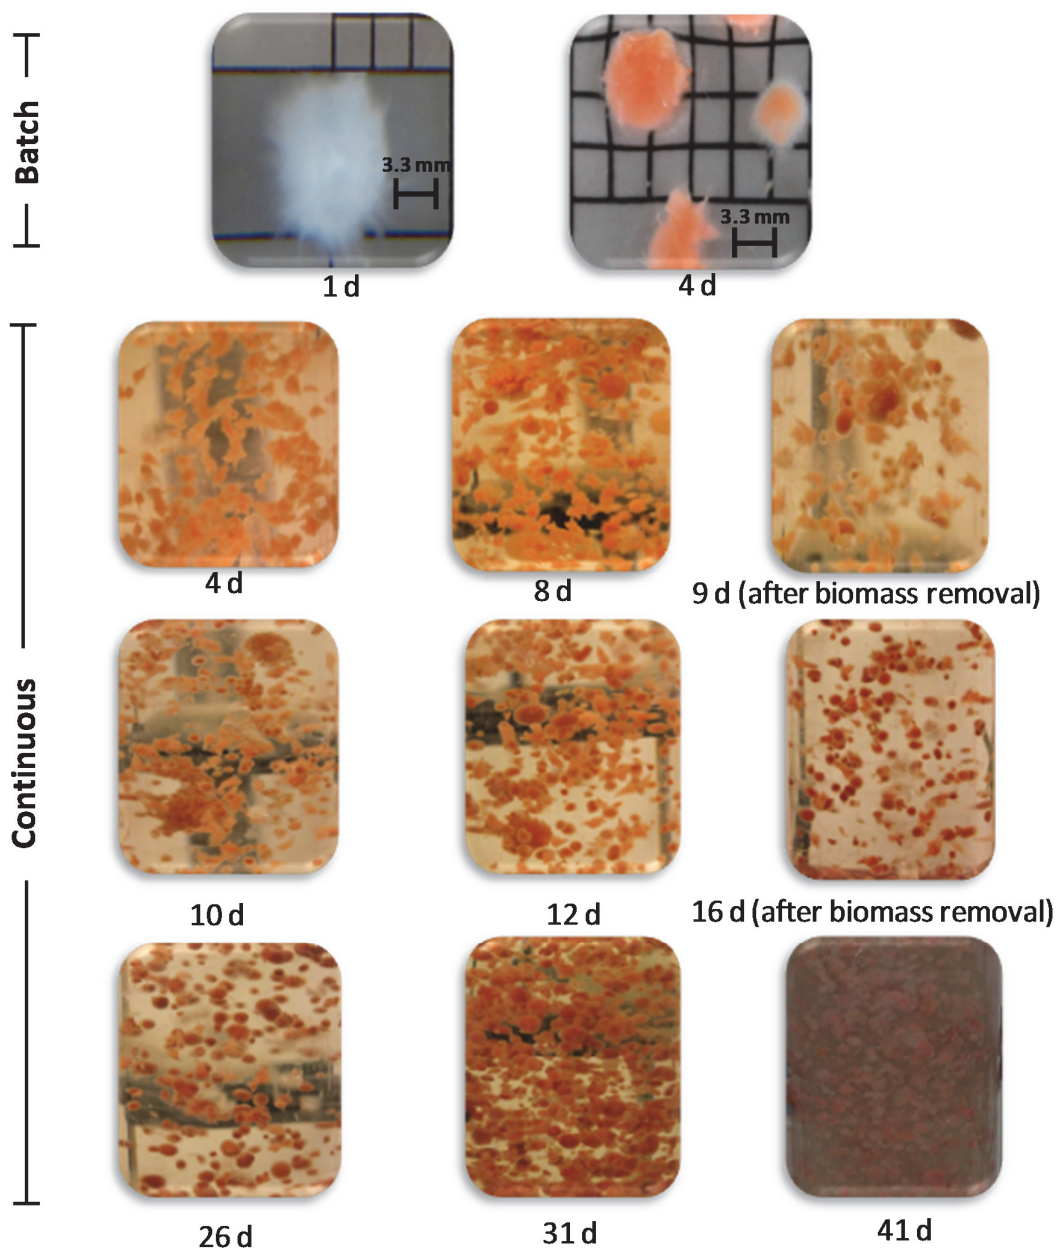 Batch
3.3 mm
3.3 mm
1 d
4 d
Continuous
4 d
8 d
9 d (after biomass removal)
10 d
12 d
16 d (after biomass removal)
26 d
31 d
41 d